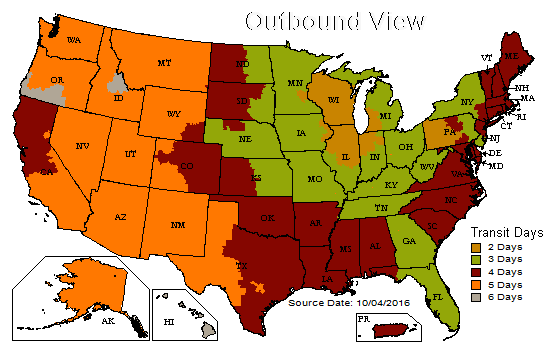 Outbound View
WA
MT
ND
MN
ME
VT
OR
ID
SD
WI
MI
NY
NH
MA
RI
CT
WY
NE
IA
PA
NJ
NV
UT
CO
KS
IL
IN
OH
DE
MD
CA
MO
WV
VA
KY
AZ
NM
OK
AR
TN
NC
MS
AL
GA
SC
TX
LA
FL
AK
HI
PR
Transit Days
2 Days
3 Days
4 Days
5 Days
6 Days
Source Date: 10/04/2016